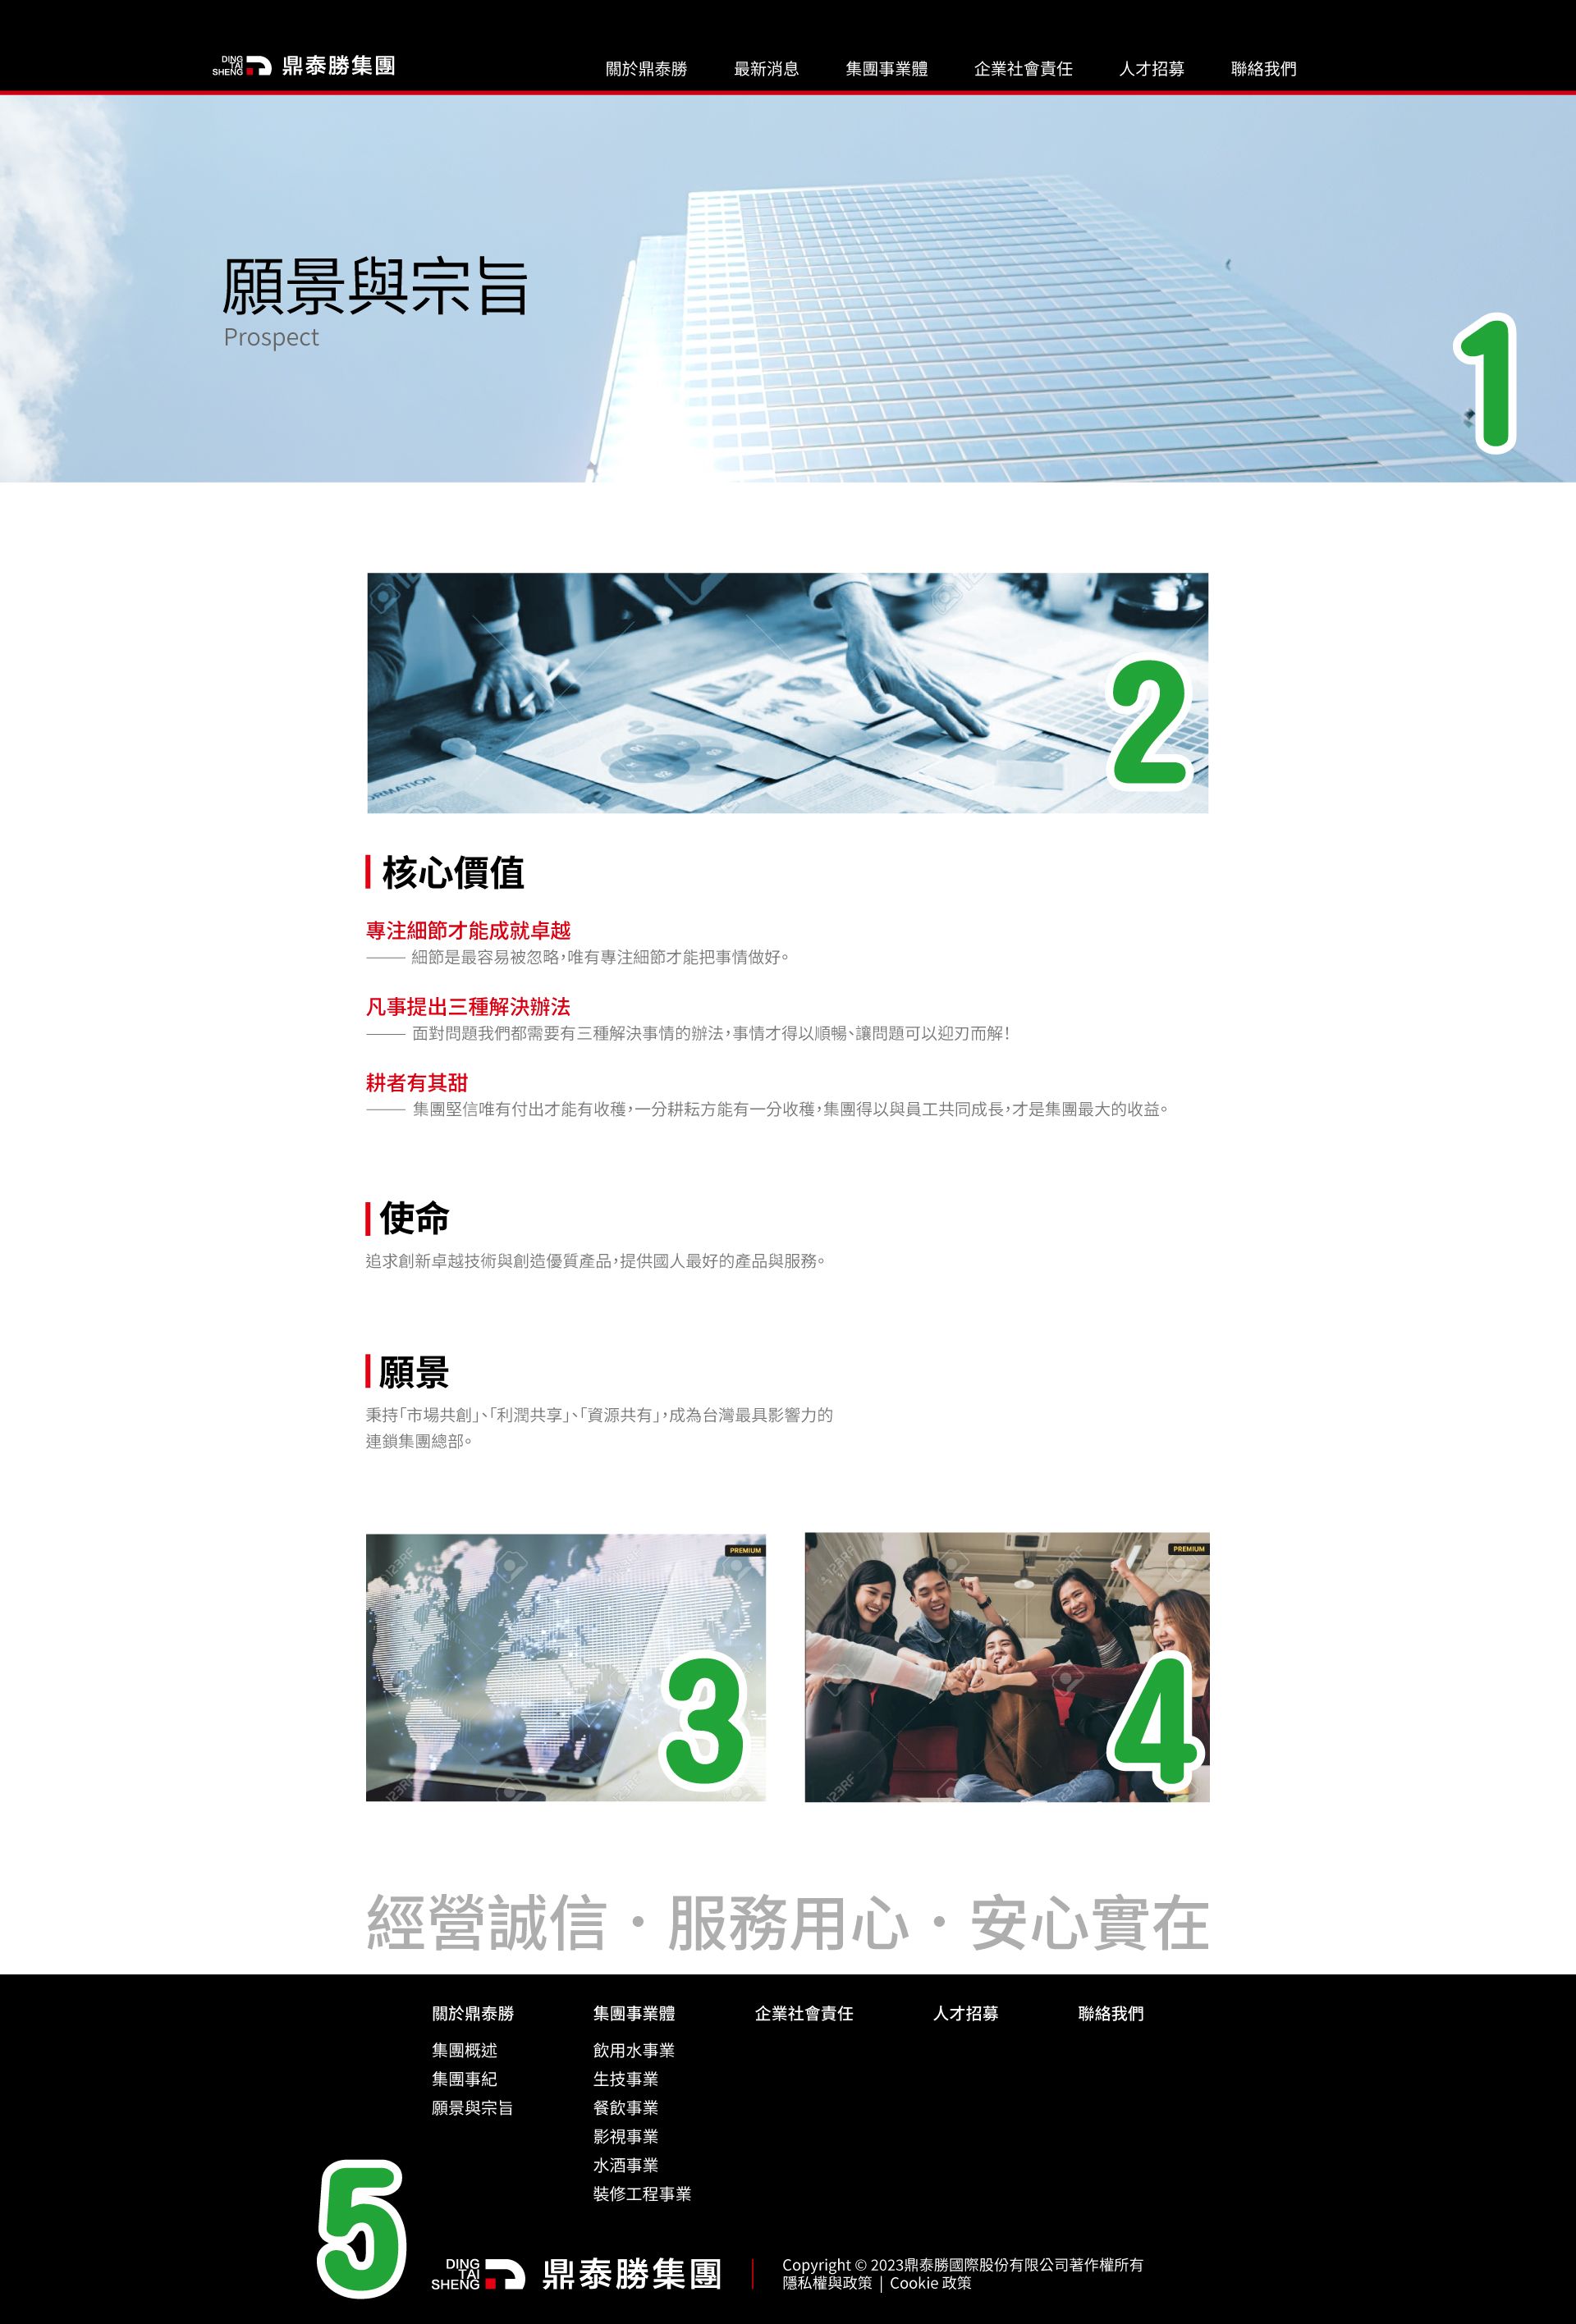 DING
TAI
SHENG
鼎泰勝集團
關於鼎泰勝 最新消息 集團事業體 企業社會責任 人才招募 聯絡我們
願景與宗旨
Prospect
1
2
RMATION
核心價值
專注細節才能成就卓越
—— 細節是最容易被忽略，唯有專注細節才能把事情做好。
凡事提出三種解決辦法
—— 面對問題我們都需要有三種解決事情的辦法，事情才得以順暢、讓問題可以迎刃而解！
耕者有其甜
—— 集團堅信唯有付出才能有收穫，一分耕耘方能有一分收穫，集團得以與員工共同成長，才是集團最大的收益。
使命
追求創新卓越技術與創造優質產品，提供國人最好的產品與服務。
願景
秉持「市場共創」、「利潤共享」、「資源共有」，成為台灣最具影響力的
連鎖集團總部。
PREMIUM
123RF
3
PREMIUM
123RF
4
經營誠信・服務用心・安心實在
關於鼎泰勝 集團事業體 企業社會責任 人才招募 聯絡我們
集團概述 飲用水事業
集團事紀 生技事業
願景與宗旨 餐飲事業
影視事業
水酒事業
裝修工程事業
5
DING
TAI
SHENG
鼎泰勝集團
Copyright © 2023鼎泰勝國際股份有限公司著作權所有
隱私權與政策 | Cookie 政策